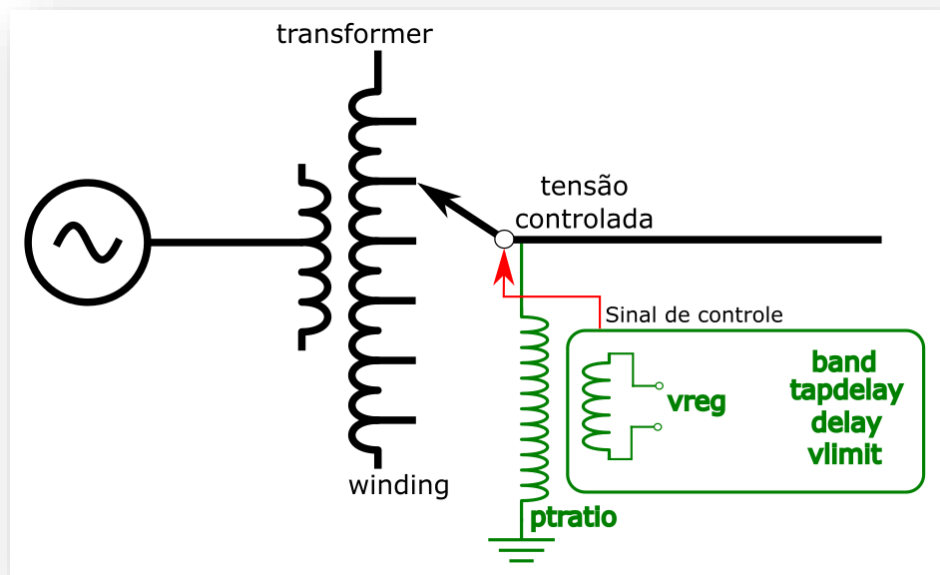 transformer
tensão
controlada
Sinal de controle
band
tapdelay
vreg
delay
vlimit
winding
ptratio